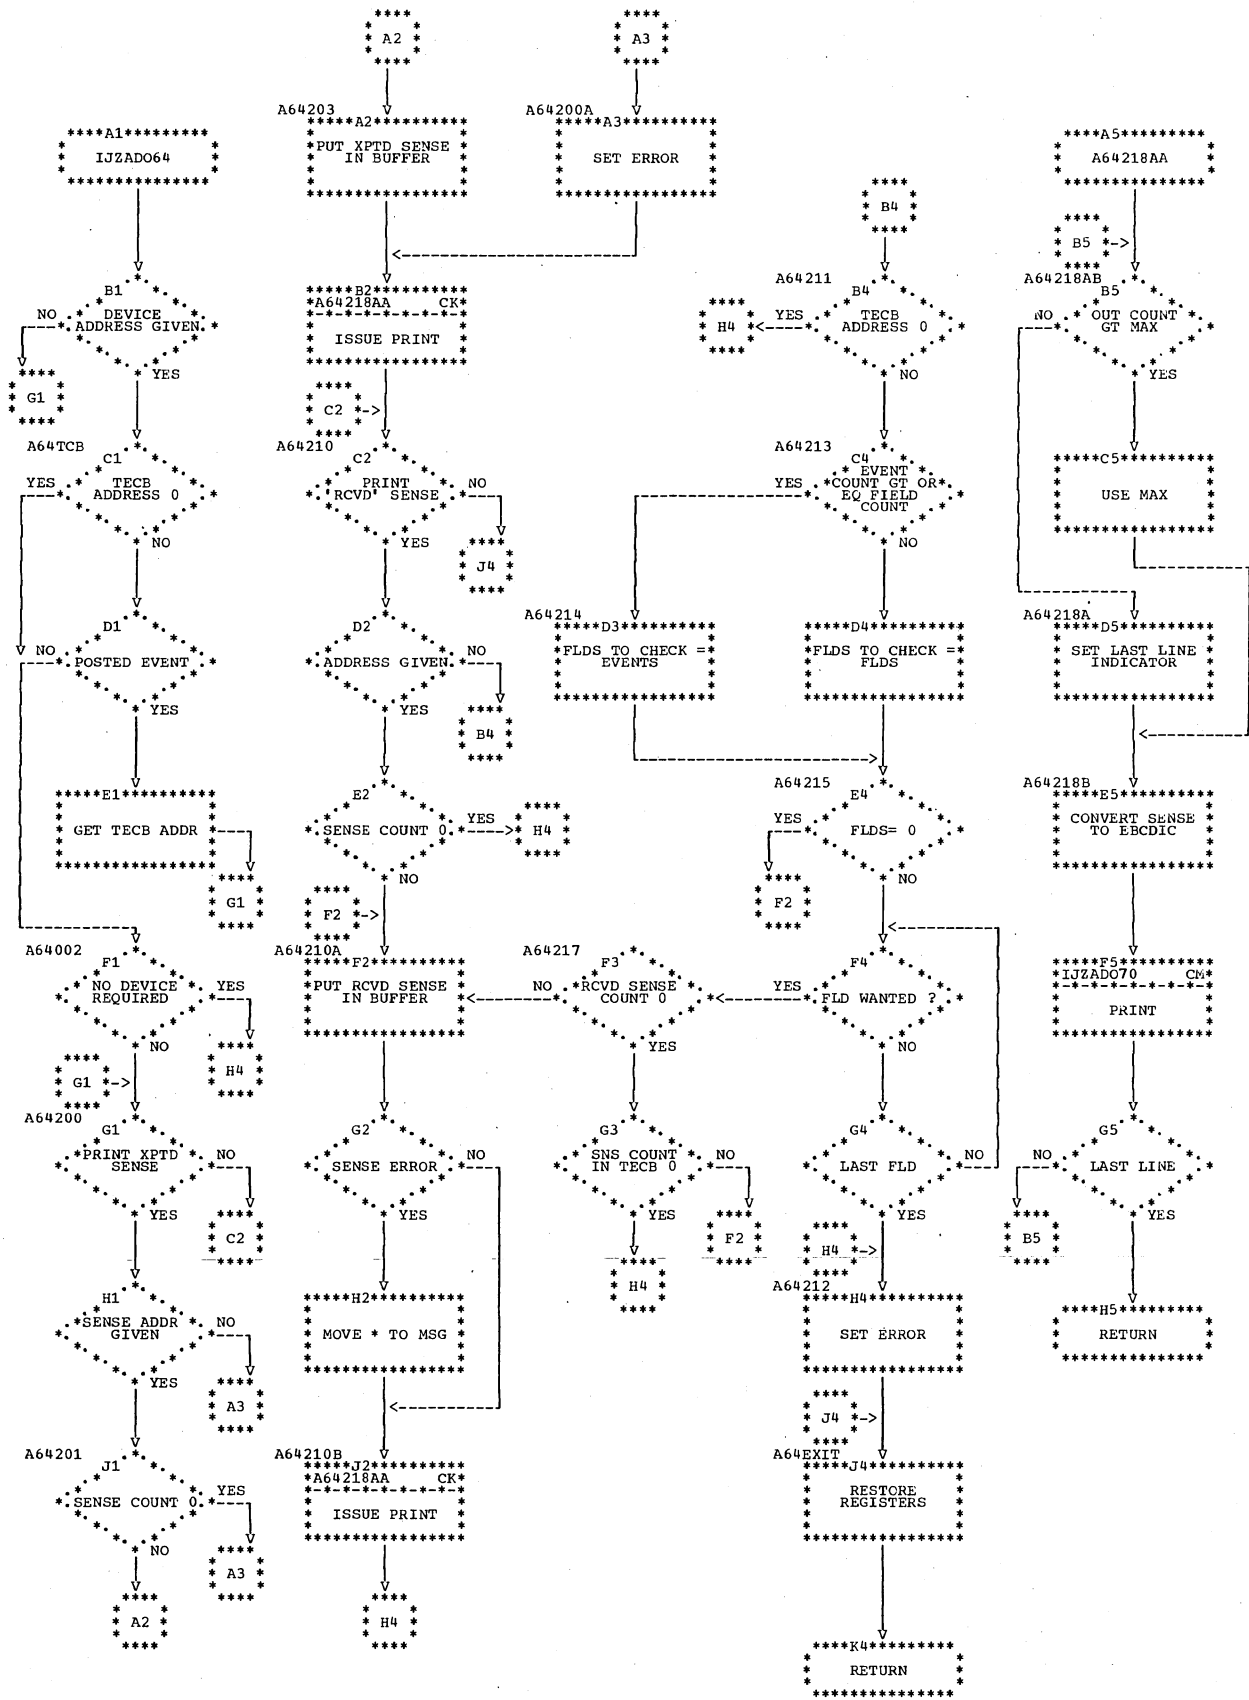 A2
A3
A64203
A64200A
A1
IJZADO64
A2
PUT XPTD SENSE
IN BUFFER
A3
SET ERROR
A5
A64218AA
B4
B5
B1
DEVICE
ADDRESS GIVEN
NO
YES
G1
B2
A64218AA CK
ISSUE PRINT
C2
A64211
B4
TECB
ADDRESS 0
YES
NO
H4
A64218AB
B5
OUT COUNT
GT MAX
NO
YES
A64TCB
C1
TECB
ADDRESS 0
YES
NO
A64210
C2
PRINT
'RCVD' SENSE
NO
YES
J4
A64213
C4
EVENT
COUNT GT OR
EQ FIELD
COUNT
YES
NO
C5
USE MAX
D1
POSTED EVENT
NO
YES
D2
ADDRESS GIVEN
NO
YES
B4
A64214
D3
FLDS TO CHECK =
EVENTS
D4
FLDS TO CHECK =
FLDS
A64218A
D5
SET LAST LINE
INDICATOR
E1
GET TECB ADDR
G1
E2
SENSE COUNT 0
YES
NO
H4
F2
A64215
E4
FLDS= 0
YES
NO
F2
A64218B
E5
CONVERT SENSE
TO EBCDIC
A64002
F1
NO DEVICE
REQUIRED
YES
NO
H4
G1
A64210A
F2
PUT RCVD SENSE
IN BUFFER
A64217
F3
RCVD SENSE
COUNT 0
NO
YES
F4
FLD WANTED ?
YES
NO
F5
IJZADO70 CM
PRINT
A64200
G1
PRINT XPTD
SENSE
NO
YES
C2
G2
SENSE ERROR
NO
YES
G3
SNS COUNT
IN TECB 0
NO
YES
F2
H4
G4
LAST FLD
NO
YES
H4
G5
LAST LINE
NO
YES
B5
H1
SENSE ADDR
GIVEN
NO
YES
A3
H2
MOVE * TO MSG
A64212
H4
SET ERROR
J4
H5
RETURN
A64201
J1
SENSE COUNT 0
YES
NO
A3
A2
A64210B
J2
A64218AA CK
ISSUE PRINT
H4
A64EXIT
J4
RESTORE
REGISTERS
K4
RETURN